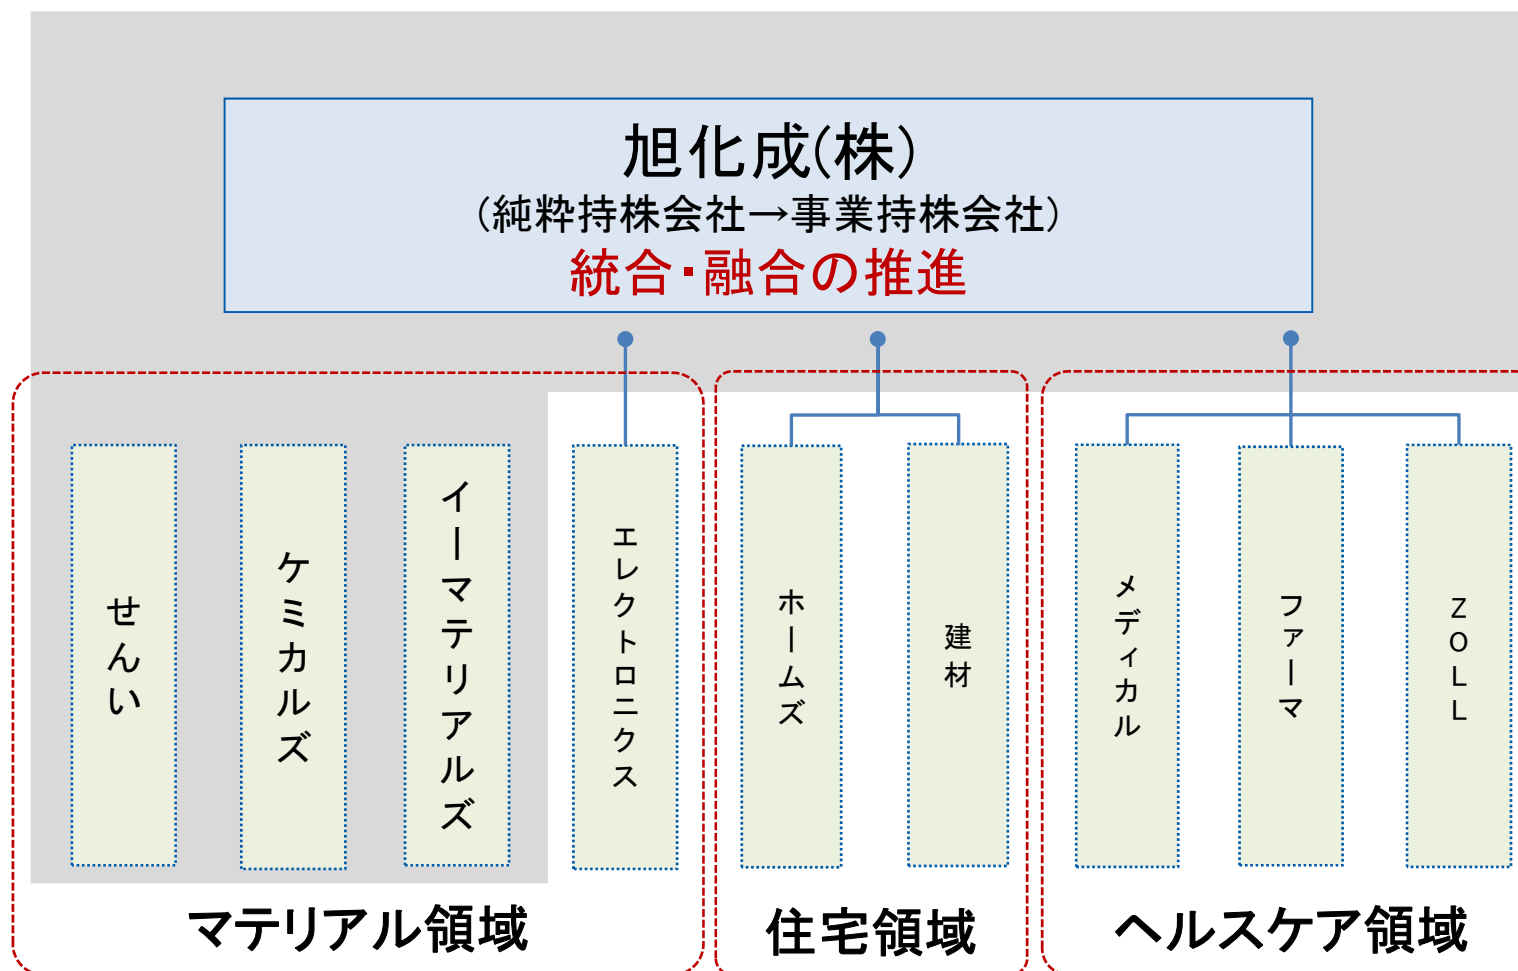 旭化成(株)
(純粋持株会社→事業持株会社)
統合・融合の推進
せんい
ケミカルズ
イーマテリアルズ
エレクトロニクス
ホームズ
建材
メディカル
ファーマ
ZOLL
マテリアル領域
住宅領域
ヘルスケア領域